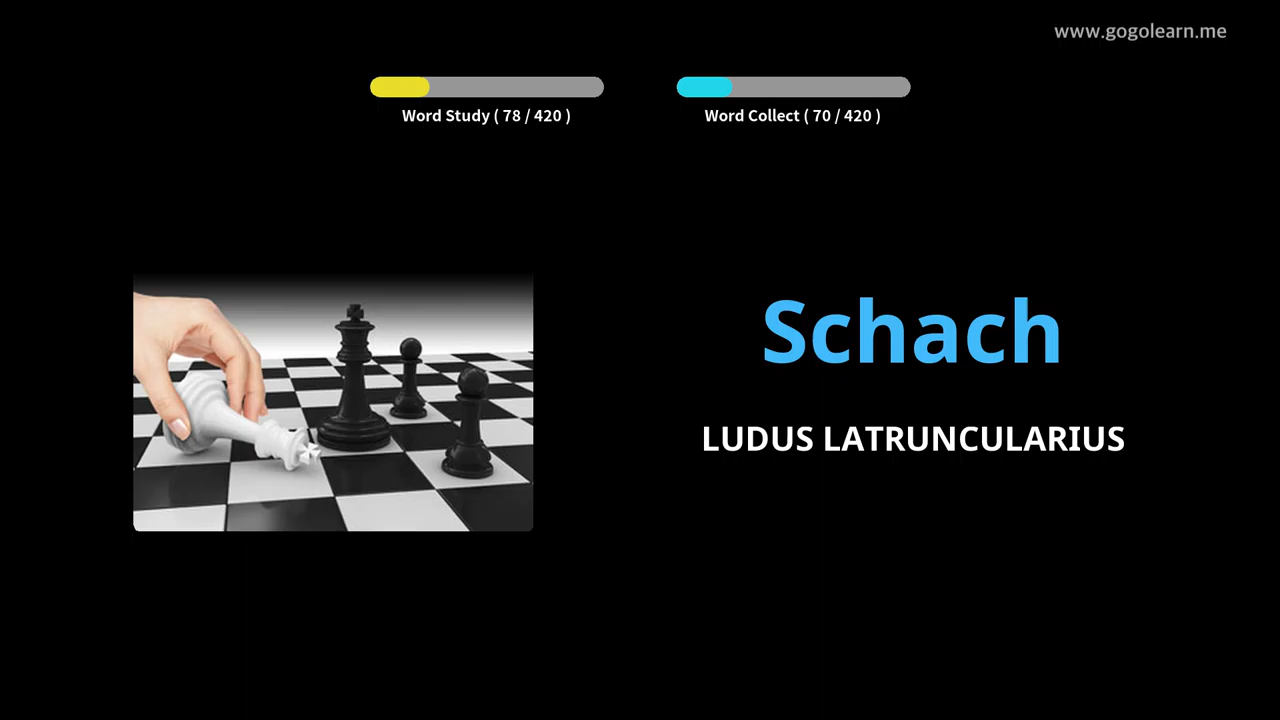 www.gogolearn.me
Word Study ( 78 / 420 )
Word Collect ( 70 / 420 )
Schach
LUDUS LATRUNCULARIUS